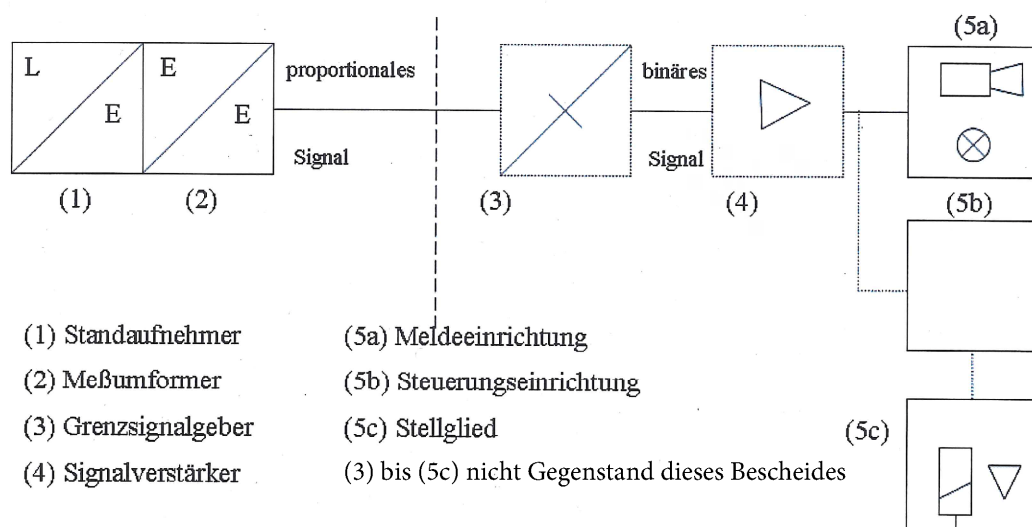 (5a)
L
E
E
E
proportionales
Signal
binäres
Signal
(1)
(2)
(3)
(4)
(5b)
(1) Standaufnehmer
(5a) Meldeeinrichtung
(2) Meßumformer
(5b) Steuerungseinrichtung
(3) Grenzsignalgeber
(5c) Stellglied
(5c)
(4) Signalverstärker
(3) bis (5c) nicht Gegenstand dieses Bescheides